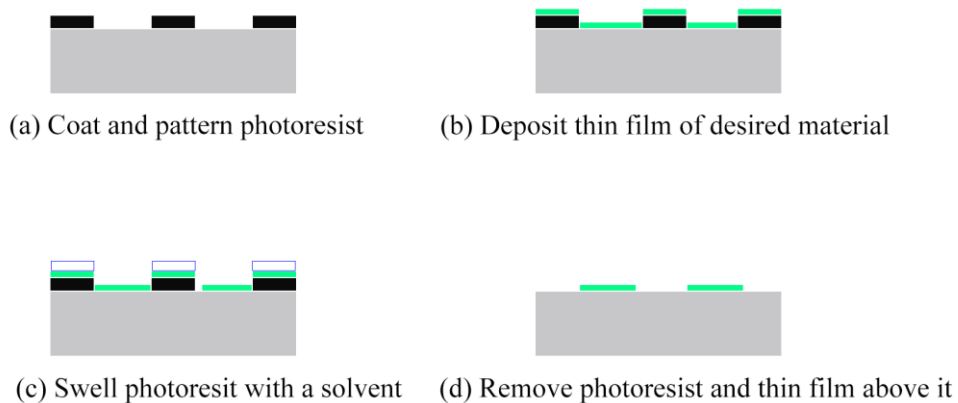 (a) Coat and pattern photoresist
(b) Deposit thin film of desired material
(c) Swell photoresit with a solvent
(d) Remove photoresist and thin film above it